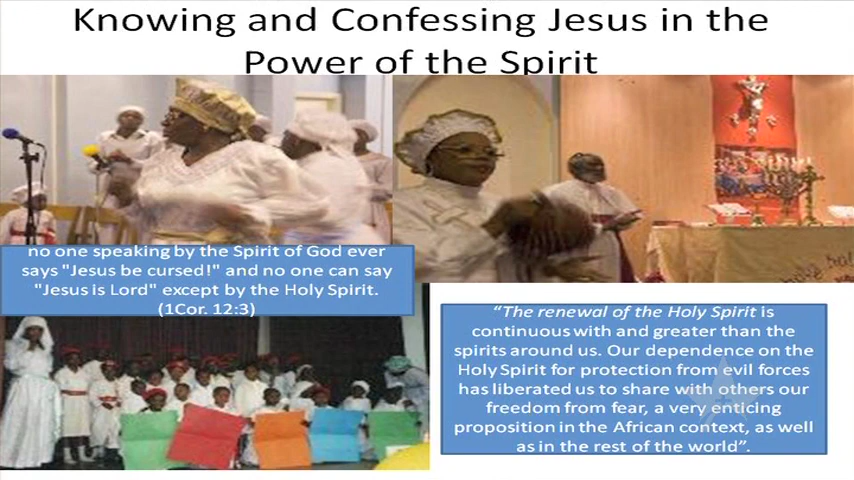 Knowing and Confessing Jesus in the
Power of the Spirit
no one speaking by the Spirit of God ever
says "Jesus be cursed!" and no one can say
"Jesus is Lord" except by the Holy Spirit.
(1Cor. 12:3)
“The renewal of the Holy Spirit is
continuous with and greater than the
spirits around us. Our dependence on the
Holy Spirit for protection from evil forces
has liberated us to share with others our
freedom from fear, a very enticing
proposition in the African context, as well
as in the rest of the world”.